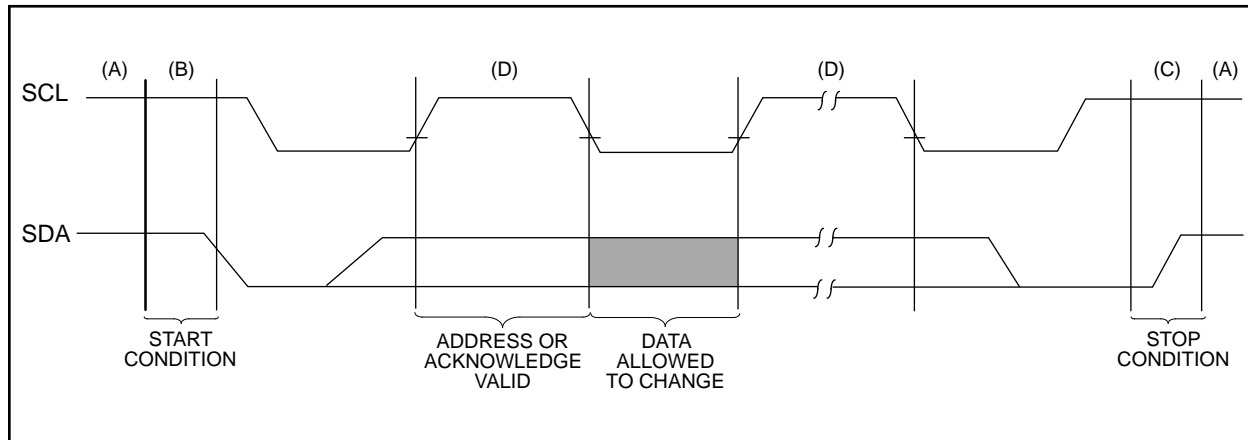 (A) (B) (D) (D) (C) (A)
SCL
SDA
START
CONDITION
ADDRESS OR
ACKNOWLEDGE
VALID
DATA
ALLOWED
TO CHANGE
STOP
CONDITION